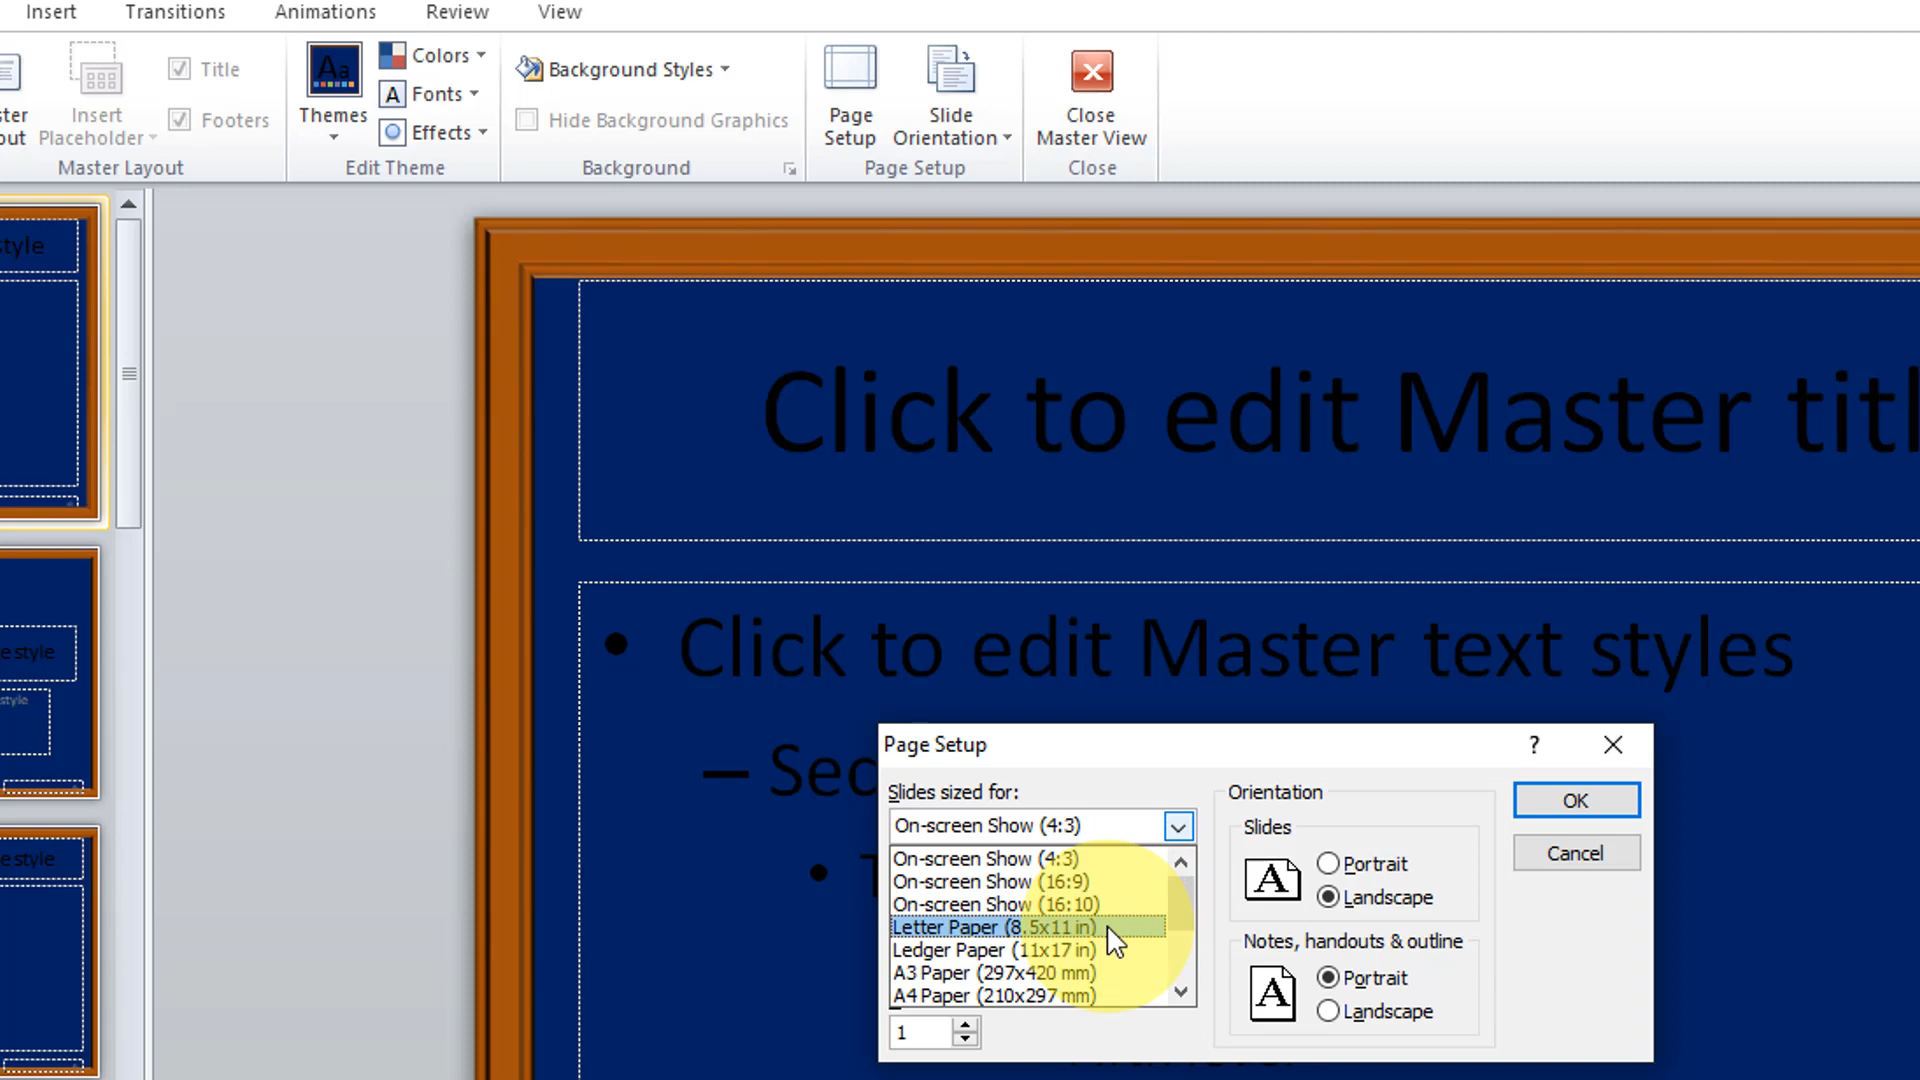 Insert Transitions Animations Review View
Title
Footers
Insert
Placeholder
Master Layout
Aa
Themes
Colors
A Fonts
Effects
Edit Theme
Background Styles
Hide Background Graphics
Background
Page
Setup
Slide
Orientation
Page Setup
Close
Master View
Close
style
style
style
style
Click to edit Master titl
• Click to edit Master text styles
– Sec
• T
Page Setup ?
Slides sized for:
On-screen Show (4:3)
On-screen Show (4:3)
On-screen Show (16:9)
On-screen Show (16:10)
Letter Paper (8.5x11 in)
Ledger Paper (11x17 in)
A3 Paper (297x420 mm)
A4 Paper (210x297 mm)
1
Orientation
Slides
A
Portrait
Landscape
Notes, handouts & outline
A
Portrait
Landscape
OK
Cancel